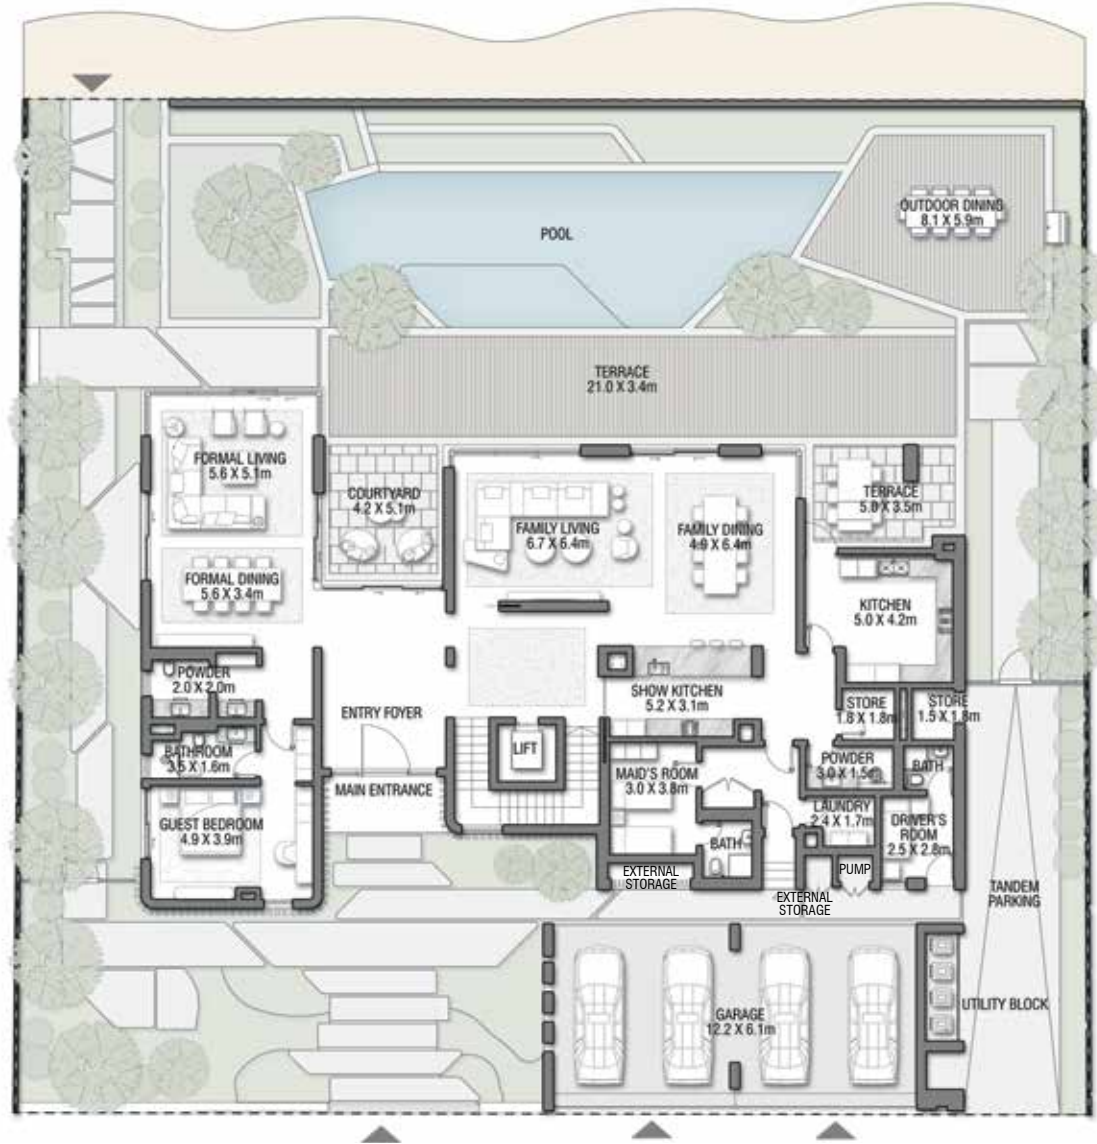 POOL
OUTDOOR DINING
8.1 X 5.9m
TERRACE
21.0 X 3.4m
FORMAL LIVING
5.6 X 5.1m
COURTYARD
4.2 X 5.1m
FAMILY LIVING
6.7 X 6.4m
FAMILY DINING
4.9 X 6.4m
TERRACE
5.0 X 3.5m
FORMAL DINING
5.6 X 3.4m
KITCHEN
5.0 X 4.2m
POWDER
2.0 X 2.0m
SHOW KITCHEN
5.2 X 3.1m
STORE
1.8 X 1.8m
STORE
1.5 X 1.8m
ENTRY FOYER
LIFT
BATHROOM
3.5 X 1.6m
MAIN ENTRANCE
MAID'S ROOM
3.0 X 3.8m
POWDER
3.0 X 1.5m
BATH
GUEST BEDROOM
4.9 X 3.9m
LAUNDRY
2.4 X 1.7m
DRIVER'S
ROOM
2.5 X 2.8m
BATH
EXTERNAL
STORAGE
PUMP
EXTERNAL
STORAGE
TANDEM
PARKING
GARAGE
12.2 X 6.1m
UTILITY BLOCK